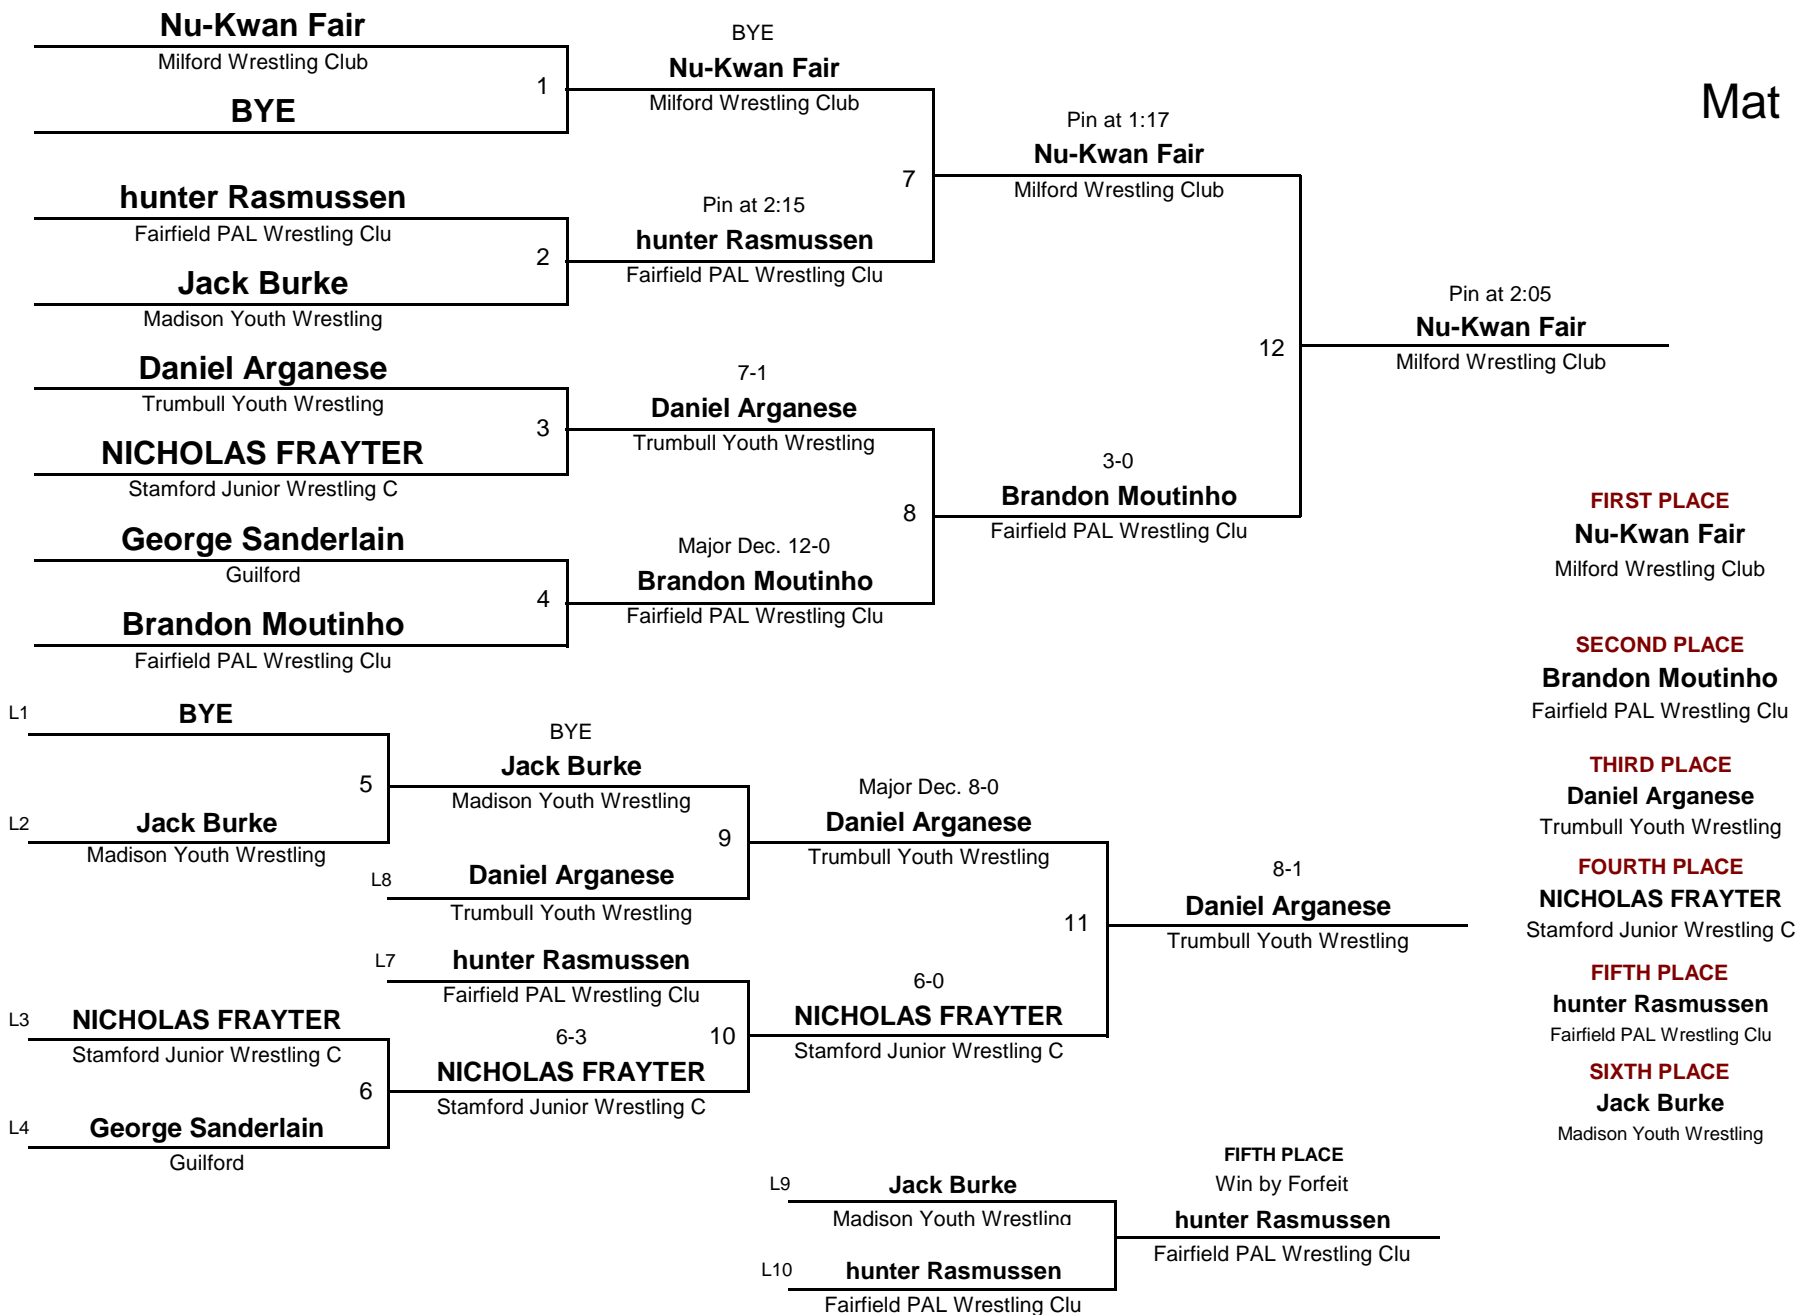 Nu-Kwan Fair
Milford Wrestling Club
1
BYE
BYE
Nu-Kwan Fair
Milford Wrestling Club
Mat
hunter Rasmussen
Fairfield PAL Wrestling Clu
2
Jack Burke
Madison Youth Wrestling
Pin at 2:15
hunter Rasmussen
Fairfield PAL Wrestling Clu
7
Pin at 1:17
Nu-Kwan Fair
Milford Wrestling Club
Daniel Arganese
Trumbull Youth Wrestling
3
NICHOLAS FRAYTER
Stamford Junior Wrestling C
7-1
Daniel Arganese
Trumbull Youth Wrestling
George Sanderlain
Guilford
4
Brandon Moutinho
Fairfield PAL Wrestling Clu
Major Dec. 12-0
Brandon Moutinho
Fairfield PAL Wrestling Clu
8
3-0
Brandon Moutinho
Fairfield PAL Wrestling Clu
12
Pin at 2:05
Nu-Kwan Fair
Milford Wrestling Club
FIRST PLACE
Nu-Kwan Fair
Milford Wrestling Club
SECOND PLACE
Brandon Moutinho
Fairfield PAL Wrestling Clu
THIRD PLACE
Daniel Arganese
Trumbull Youth Wrestling
FOURTH PLACE
NICHOLAS FRAYTER
Stamford Junior Wrestling C
FIFTH PLACE
hunter Rasmussen
Fairfield PAL Wrestling Clu
SIXTH PLACE
Jack Burke
Madison Youth Wrestling
L1
BYE
5
L2
Jack Burke
Madison Youth Wrestling
BYE
Jack Burke
Madison Youth Wrestling
9
L8
Daniel Arganese
Trumbull Youth Wrestling
Major Dec. 8-0
Daniel Arganese
Trumbull Youth Wrestling
L7
hunter Rasmussen
Fairfield PAL Wrestling Clu
L3
NICHOLAS FRAYTER
Stamford Junior Wrestling C
6
L4
George Sanderlain
Guilford
6-3
NICHOLAS FRAYTER
Stamford Junior Wrestling C
10
6-0
NICHOLAS FRAYTER
Stamford Junior Wrestling C
11
8-1
Daniel Arganese
Trumbull Youth Wrestling
L9
Jack Burke
Madison Youth Wrestling
L10
hunter Rasmussen
Fairfield PAL Wrestling Clu
FIFTH PLACE
Win by Forfeit
hunter Rasmussen
Fairfield PAL Wrestling Clu